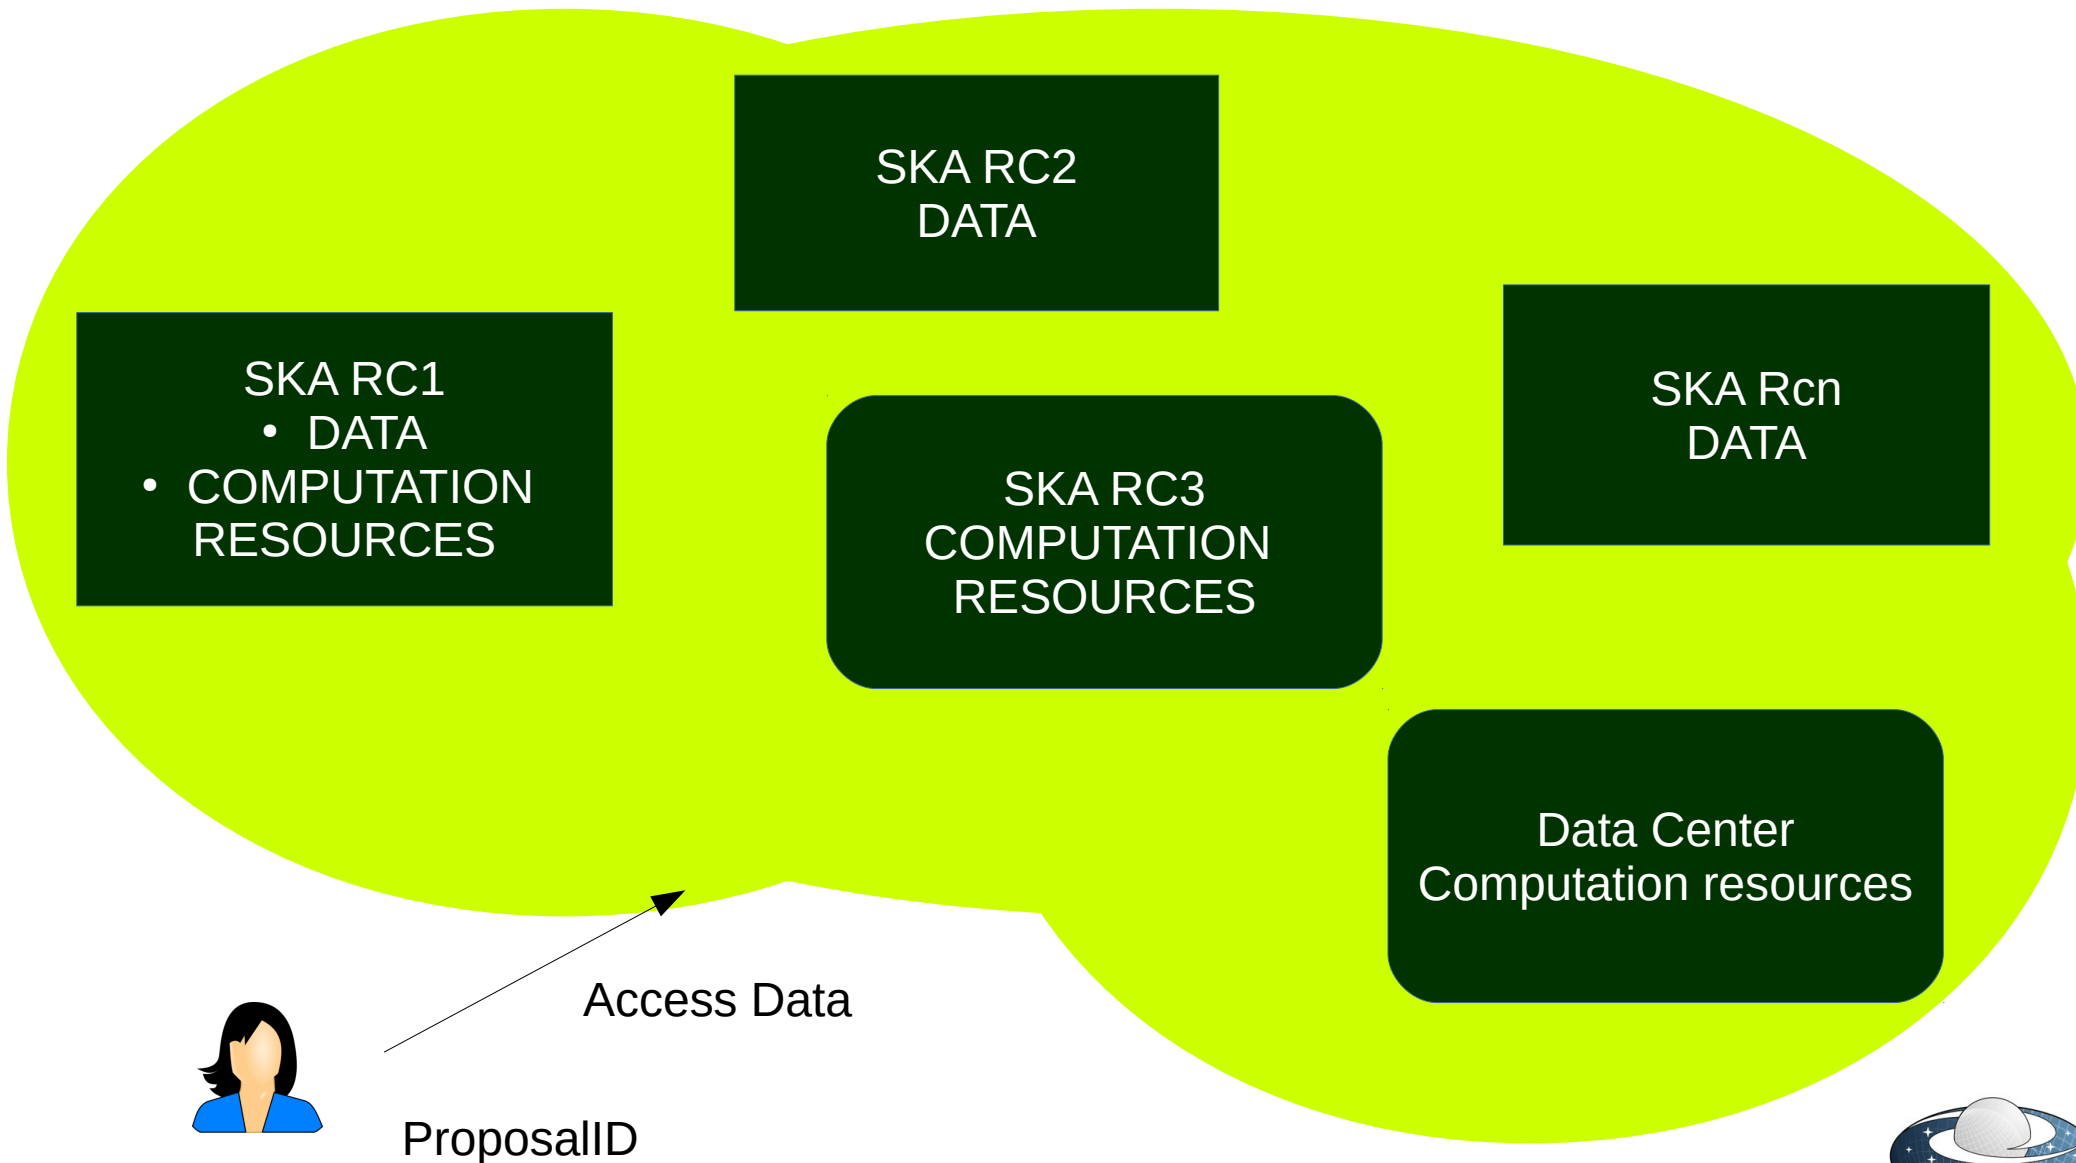 SKA RC2
DATA
SKA RC1
• DATA
• COMPUTATION
RESOURCES
SKA Rcn
DATA
SKA RC3
COMPUTATION
RESOURCES
Data Center
Computation resources
Access Data
ProposalID